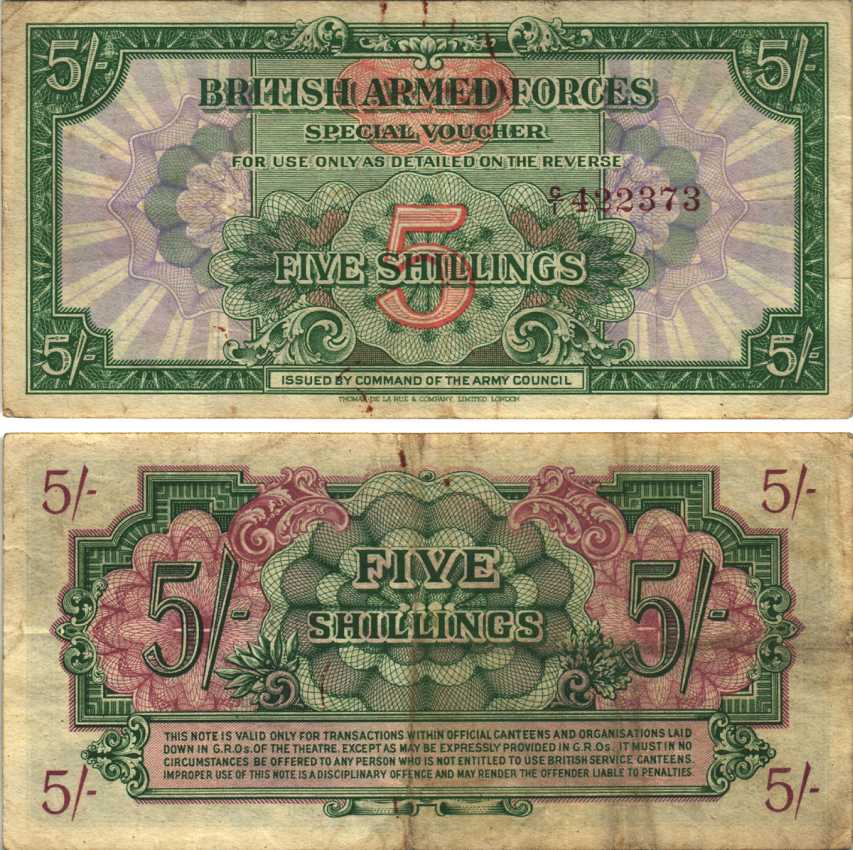 5/- 5/-
BRITISH ARMED FORCES
SPECIAL VOUCHER
FOR USE ONLY AS DETAILED ON THE REVERSE
C/1 422373
5
FIVE SHILLINGS
5/- 5/-
ISSUED BY COMMAND OF THE ARMY COUNCIL
THOMAS DE LA RUE & COMPANY, LIMITED, LONDON
5/- 5/-
FIVE
5/- 5/-
SHILLINGS
THIS NOTE IS VALID ONLY FOR TRANSACTIONS WITHIN OFFICIAL CANTEENS AND ORGANISATIONS LAID
DOWN IN G.R.Os. OF THE THEATRE. EXCEPT AS MAY BE EXPRESSLY PROVIDED IN G.R.Os. IT MUST IN NO
CIRCUMSTANCES BE OFFERED TO ANY PERSON WHO IS NOT ENTITLED TO USE BRITISH SERVICE CANTEENS.
IMPROPER USE OF THIS NOTE IS A DISCIPLINARY OFFENCE AND MAY RENDER THE OFFENDER LIABLE TO PENALTIES.
5/- 5/-